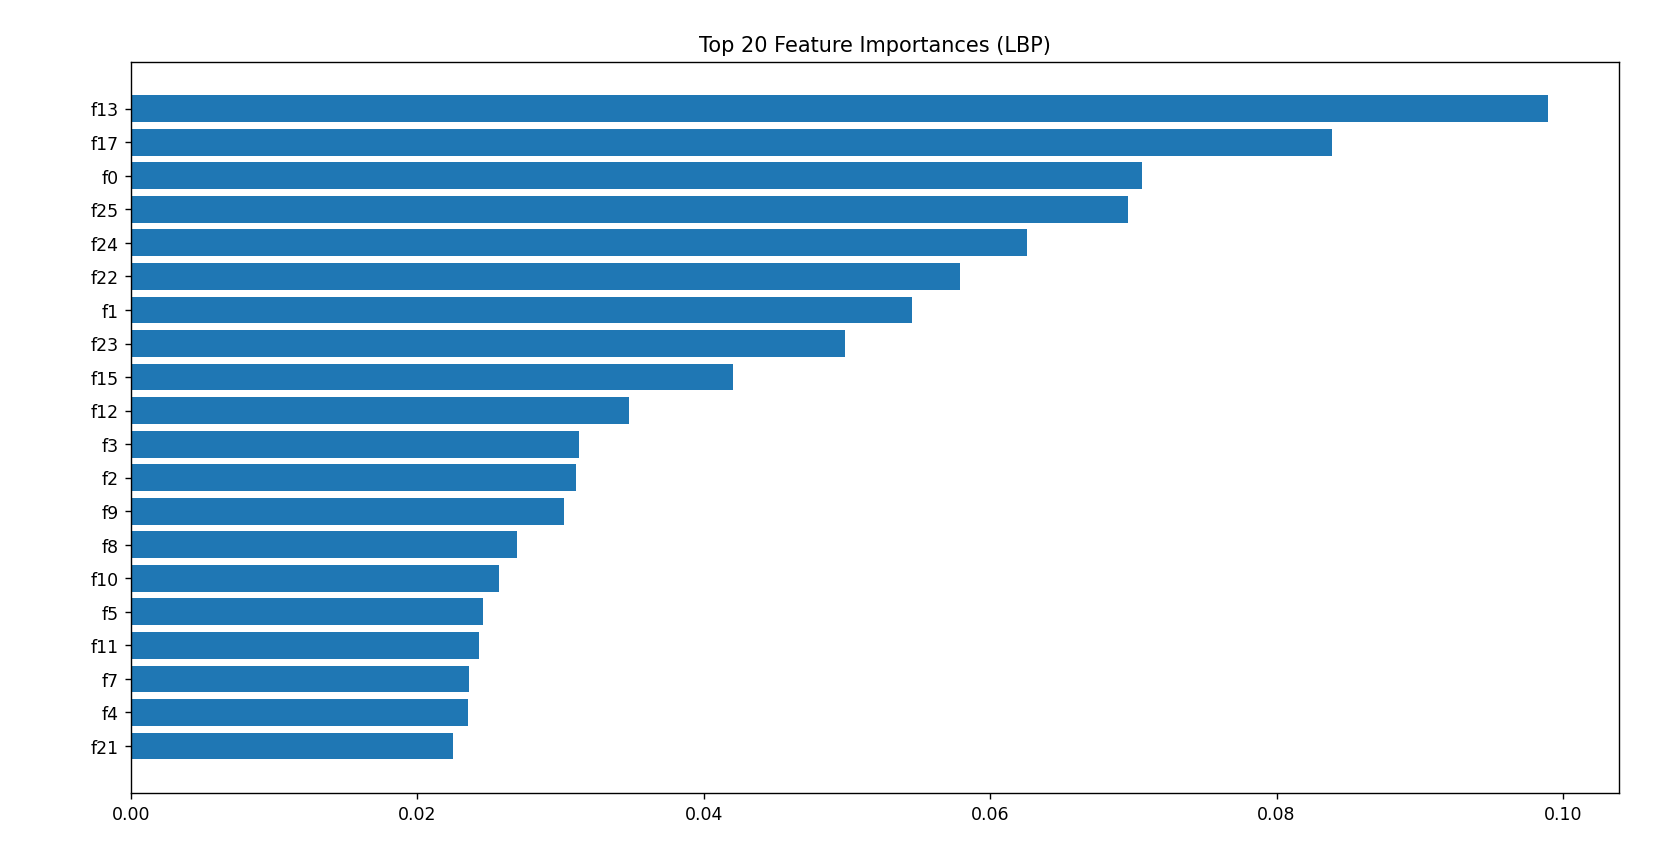 Top 20 Feature Importances (LBP)
f13
f17
f0
f25
f24
f22
f1
f23
f15
f12
f3
f2
f9
f8
f10
f5
f11
f7
f4
f21
0.00 0.02 0.04 0.06 0.08 0.10